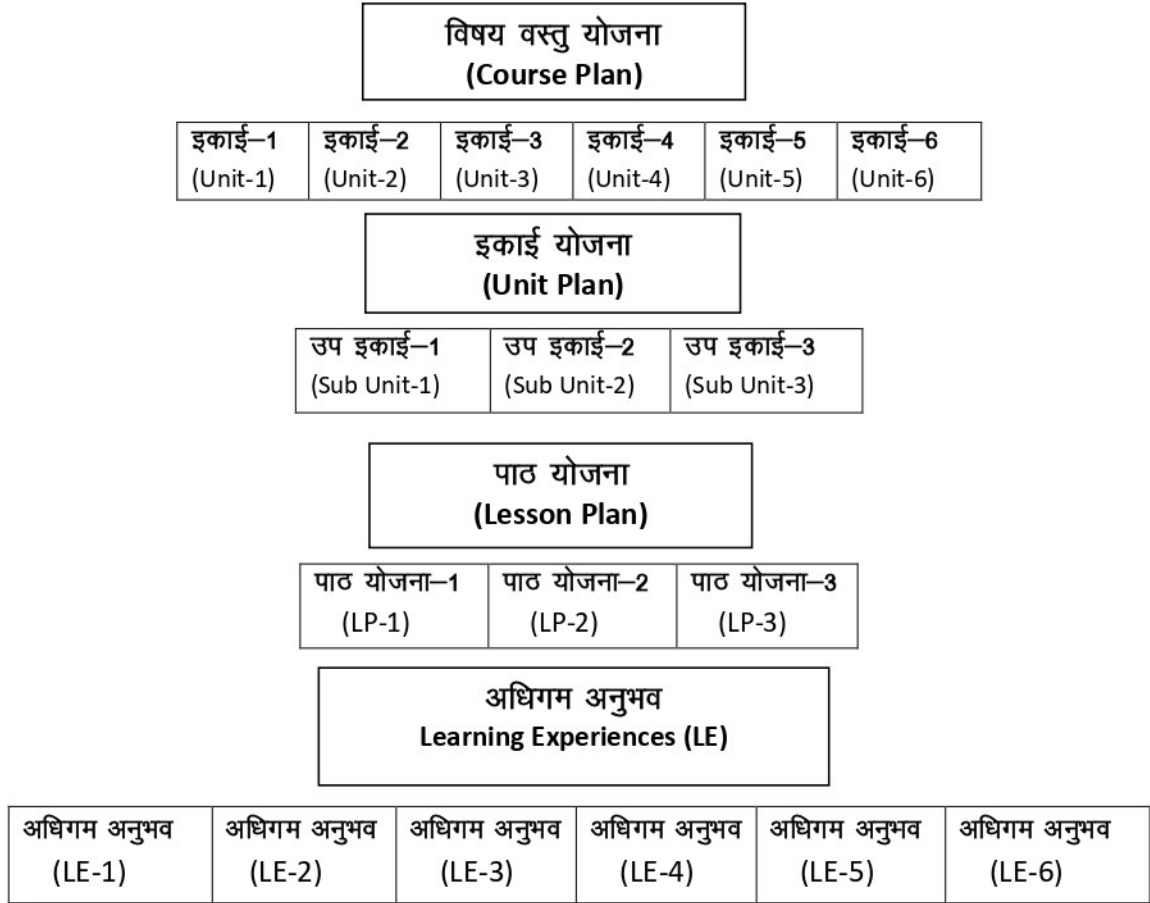 विषय वस्तु योजना
(Course Plan)
इकाई–1 इकाई–2 इकाई–3 इकाई–4 इकाई–5 इकाई–6
(Unit-1) (Unit-2) (Unit-3) (Unit-4) (Unit-5) (Unit-6)
इकाई योजना
(Unit Plan)
उप इकाई–1 उप इकाई–2 उप इकाई–3
(Sub Unit-1) (Sub Unit-2) (Sub Unit-3)
पाठ योजना
(Lesson Plan)
पाठ योजना–1 पाठ योजना–2 पाठ योजना–3
(LP-1) (LP-2) (LP-3)
अधिगम अनुभव
Learning Experiences (LE)
अधिगम अनुभव अधिगम अनुभव अधिगम अनुभव अधिगम अनुभव अधिगम अनुभव अधिगम अनुभव
(LE-1) (LE-2) (LE-3) (LE-4) (LE-5) (LE-6)